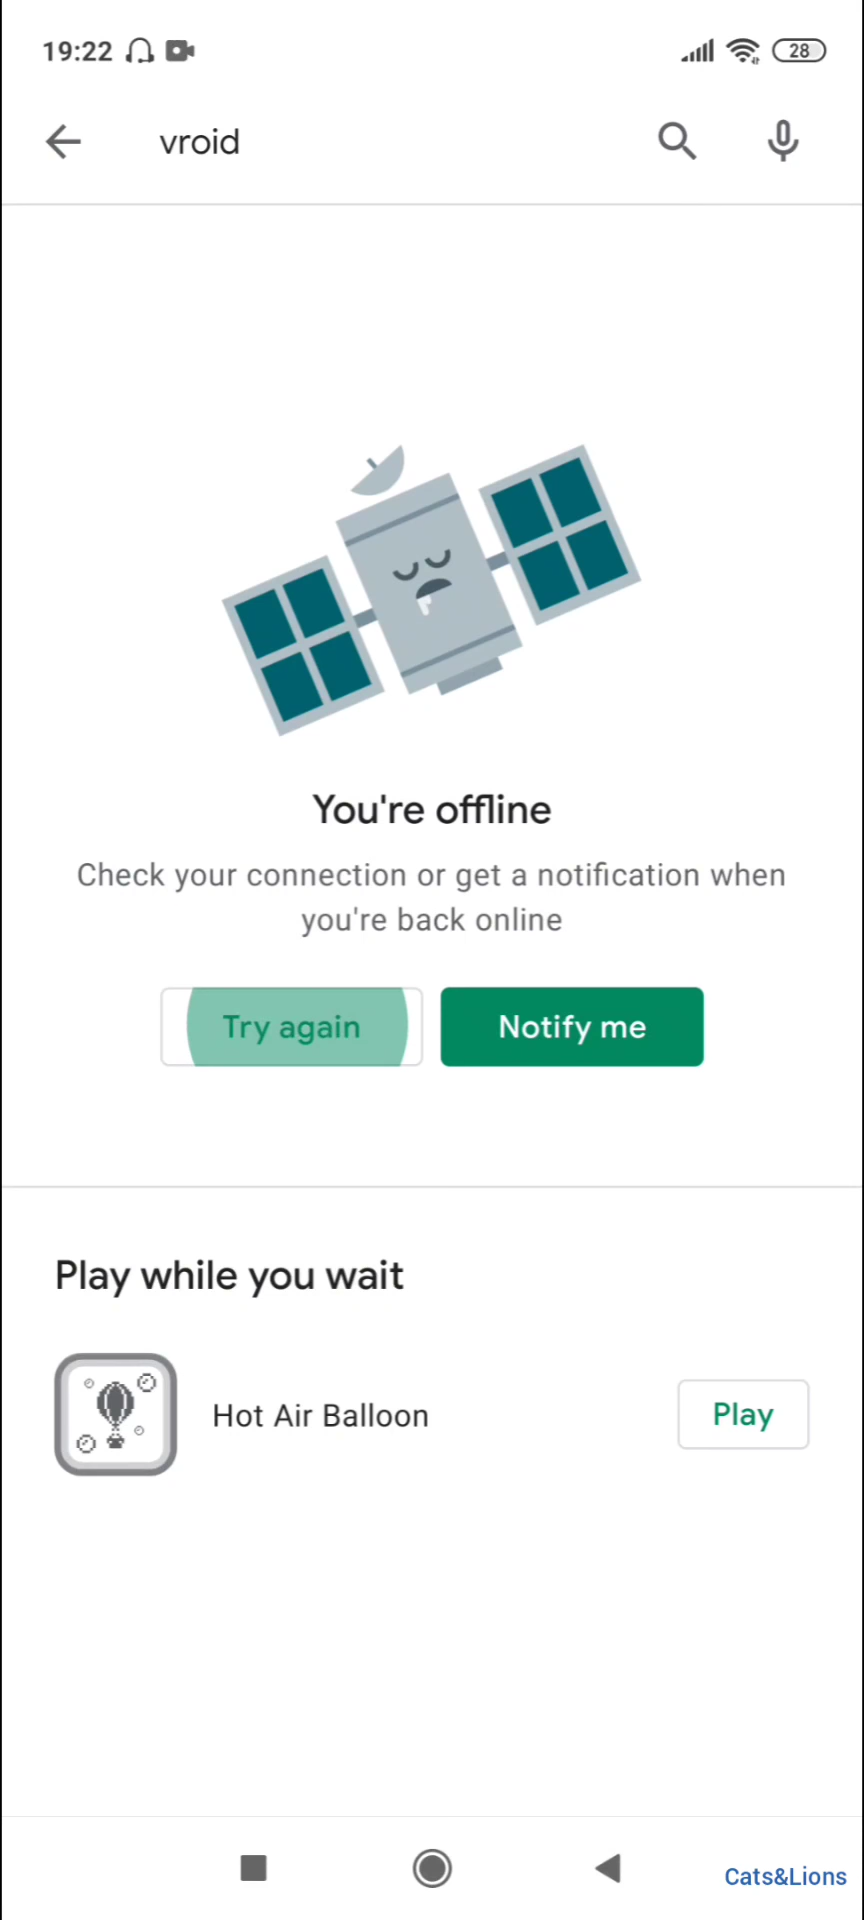 19:22
28
vroid
You're offline
Check your connection or get a notification when
you're back online
Try again
Notify me
Play while you wait
Hot Air Balloon
Play
Cats&Lions